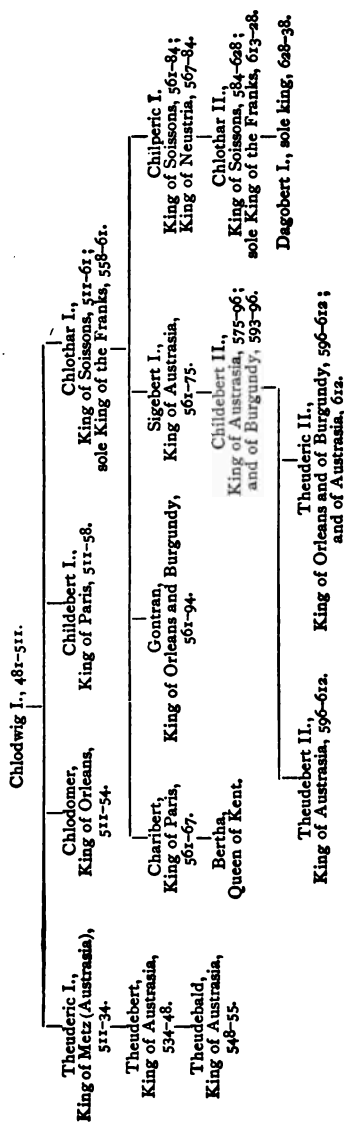 Chlodwig I., 481–511.
Theuderic I.,
King of Metz (Austrasia),
511–34.
Theudebert,
King of Austrasia,
534–48.
Theudebald,
King of Austrasia,
548–55.
Chlodomer,
King of Orleans,
511–54.
Childebert I.,
King of Paris, 511–58.
Chlothar I.,
King of Soissons, 511–61;
sole King of the Franks, 558–61.
Charibert,
King of Paris,
561–67.
Bertha,
Queen of Kent.
Gontran,
King of Orleans and Burgundy,
561–94.
Sigebert I.,
King of Austrasia,
561–75.
Childebert II.,
King of Austrasia, 575–96;
and of Burgundy, 593–96.
Theudebert II.,
King of Austrasia, 596–612.
Theuderic II.,
King of Orleans and of Burgundy, 596–612;
and of Austrasia, 612.
Chilperic I.
King of Soissons, 561–84;
King of Neustria, 567–84.
Chlothar II.,
King of Soissons, 584–628;
sole King of the Franks, 613–28.
Dagobert I., sole king, 628–38.